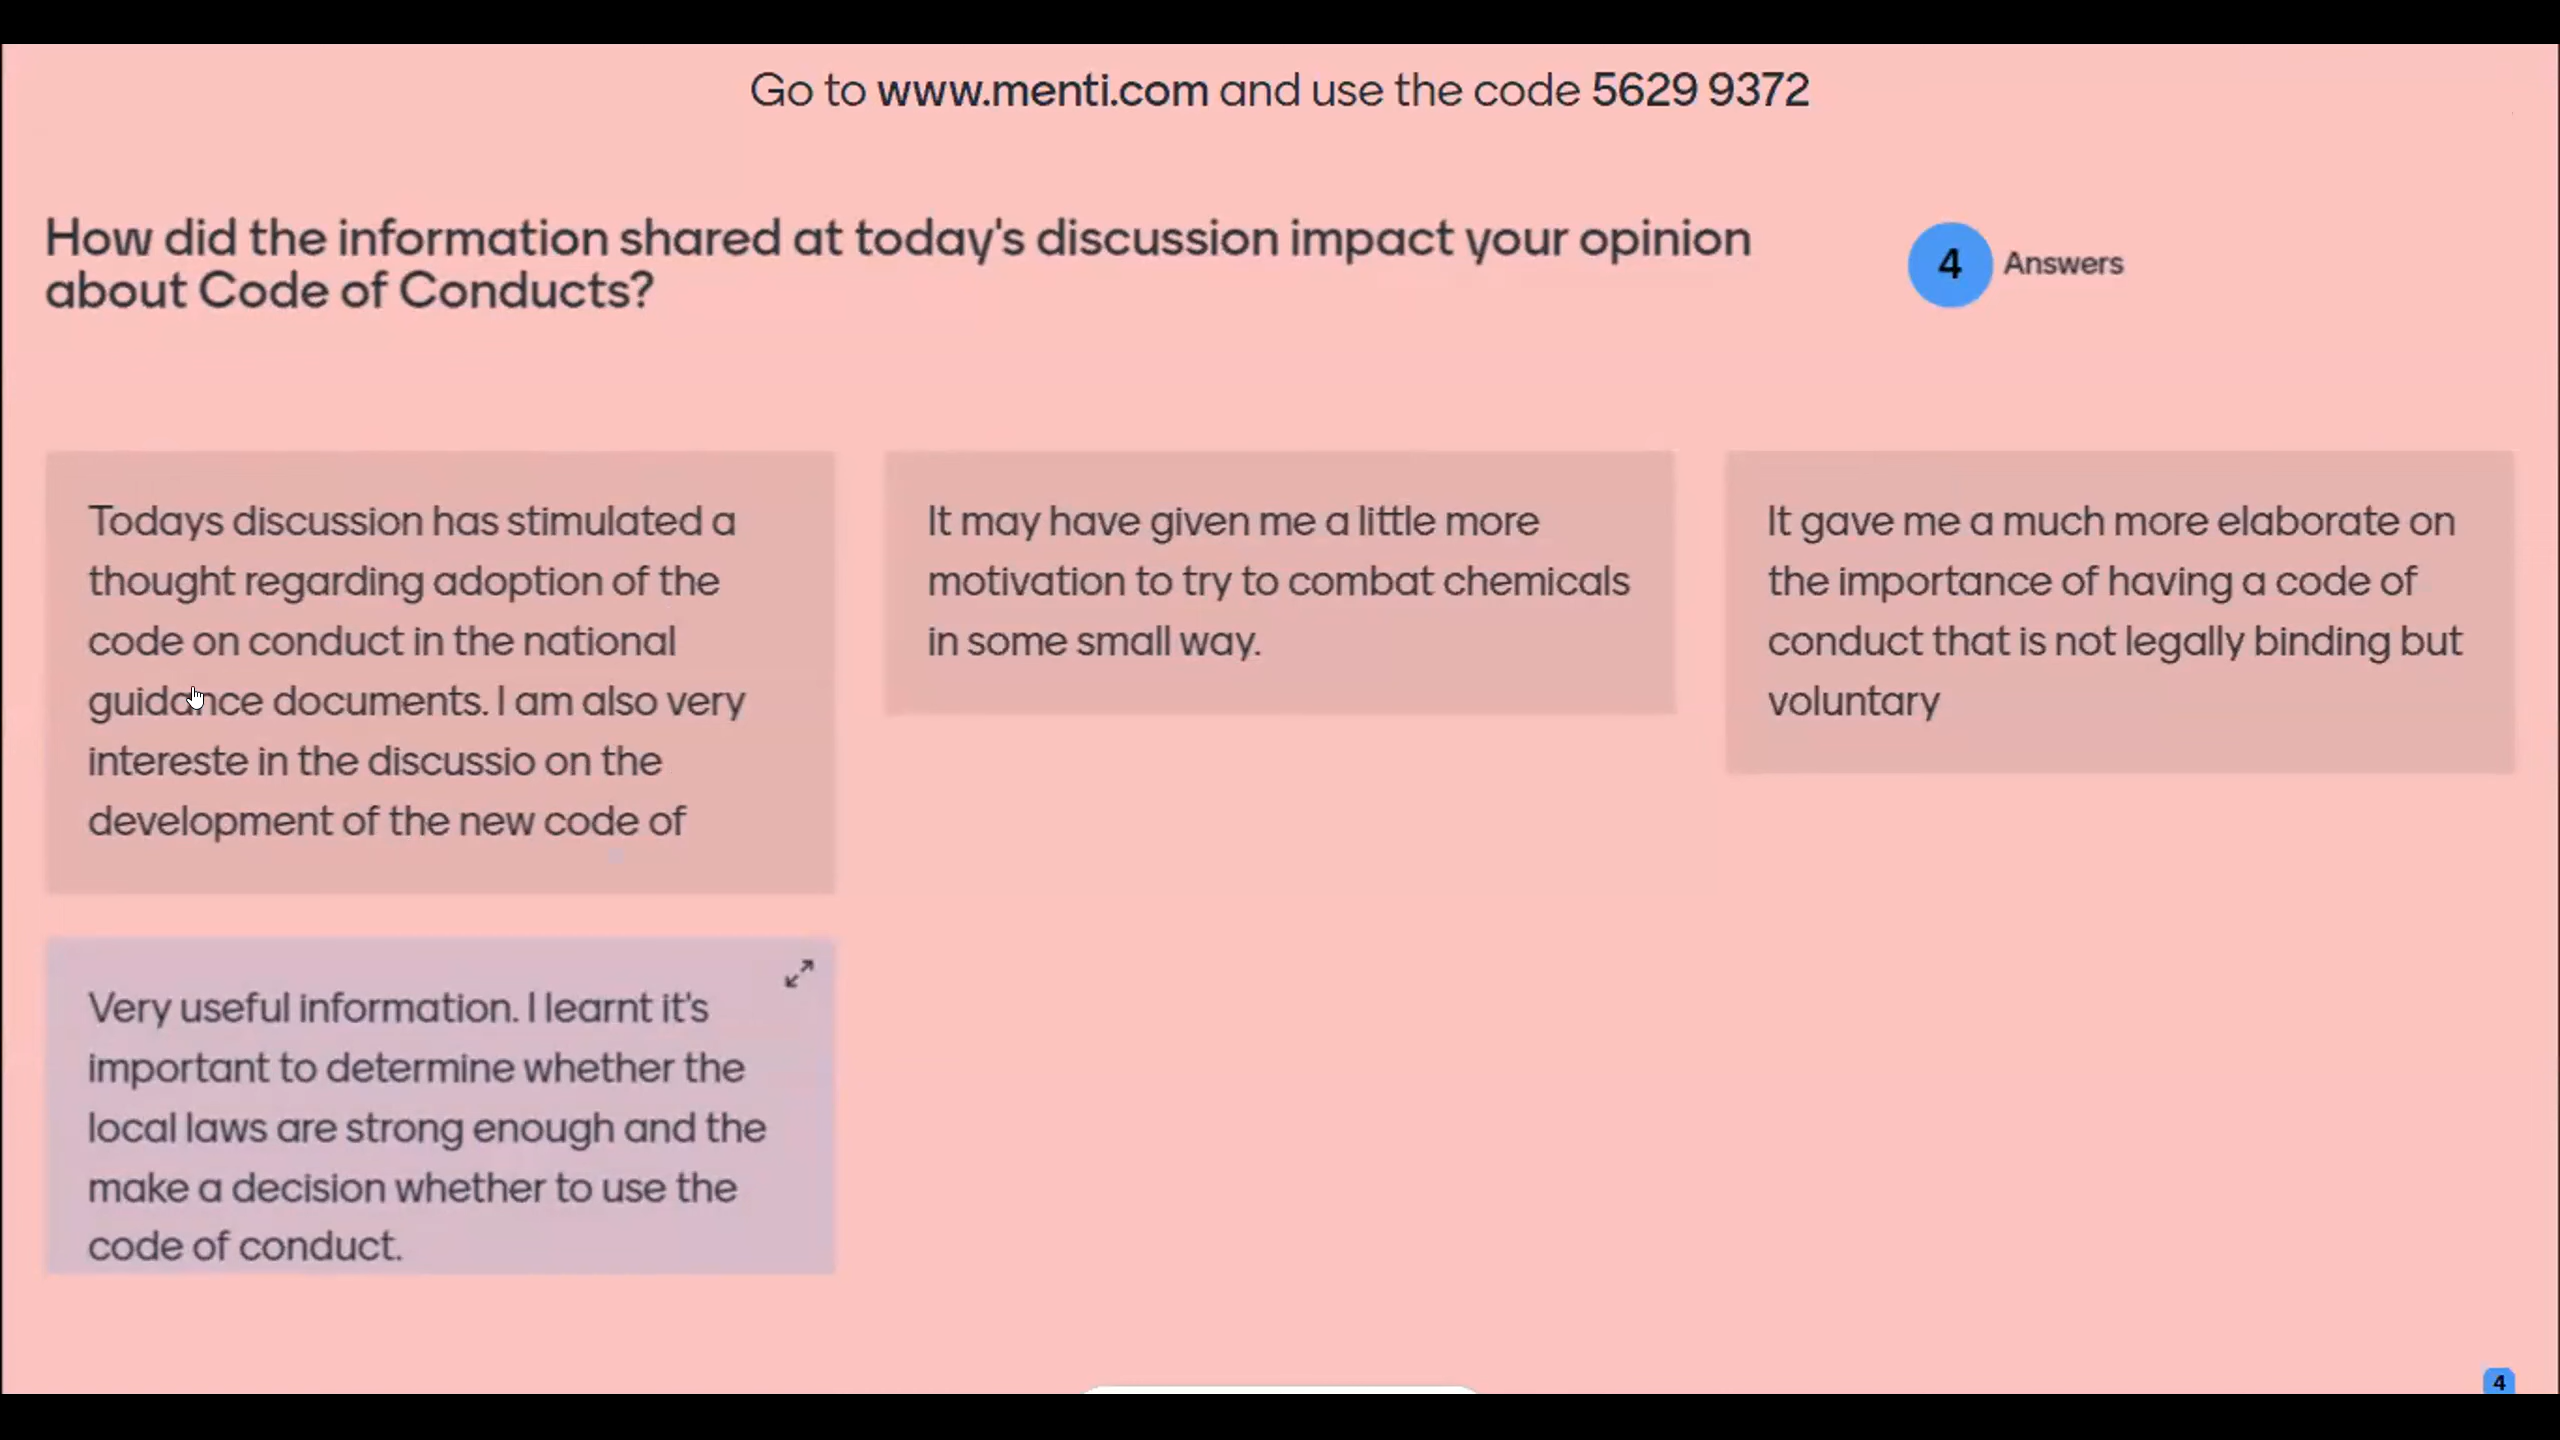 Go to www.menti.com and use the code 5629 9372
How did the information shared at today's discussion impact your opinion
about Code of Conducts?
4 Answers
Todays discussion has stimulated a
thought regarding adoption of the
code on conduct in the national
guidance documents. I am also very
intereste in the discussio on the
development of the new code of
It may have given me a little more
motivation to try to combat chemicals
in some small way.
It gave me a much more elaborate on
the importance of having a code of
conduct that is not legally binding but
voluntary
Very useful information. I learnt it's
important to determine whether the
local laws are strong enough and the
make a decision whether to use the
code of conduct.
4